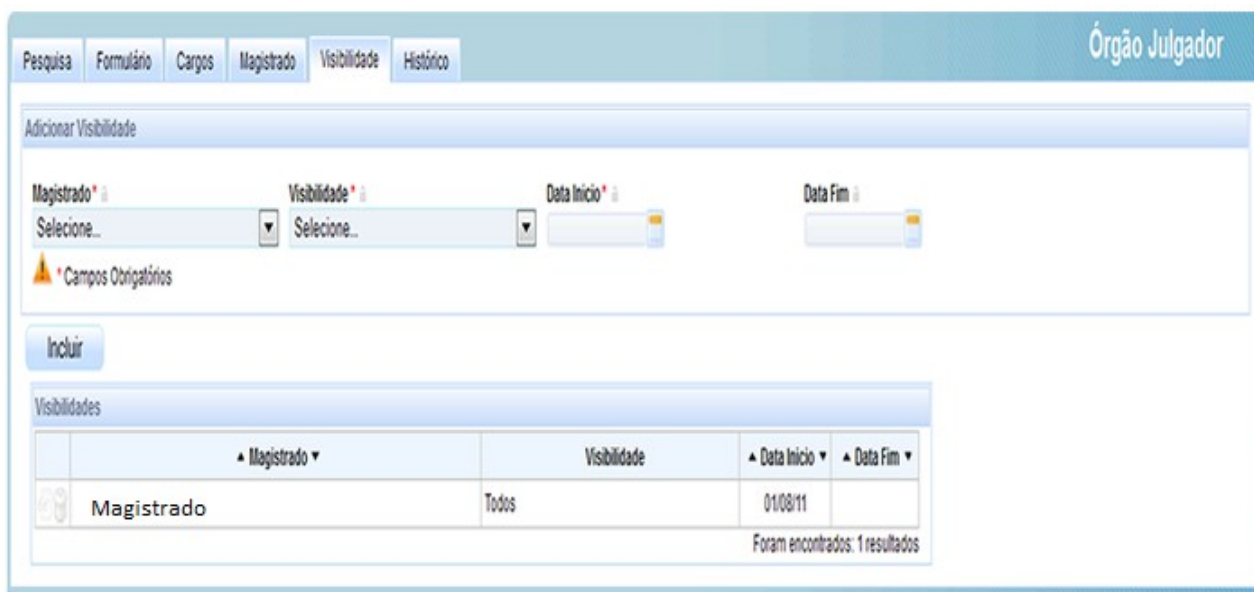 Órgão Julgador
Pesquisa Formulário Cargos Magistrado Visibilidade Histórico
Adicionar Visibilidade
Magistrado* Visibilidade* Data Inicio* Data Fim
Selecione... Selecione...
* Campos Obrigatórios
Incluir
Visibilidades
Magistrado Visibilidade Data Inicio Data Fim
Magistrado Todos 01/08/11
Foram encontrados: 1 resultados